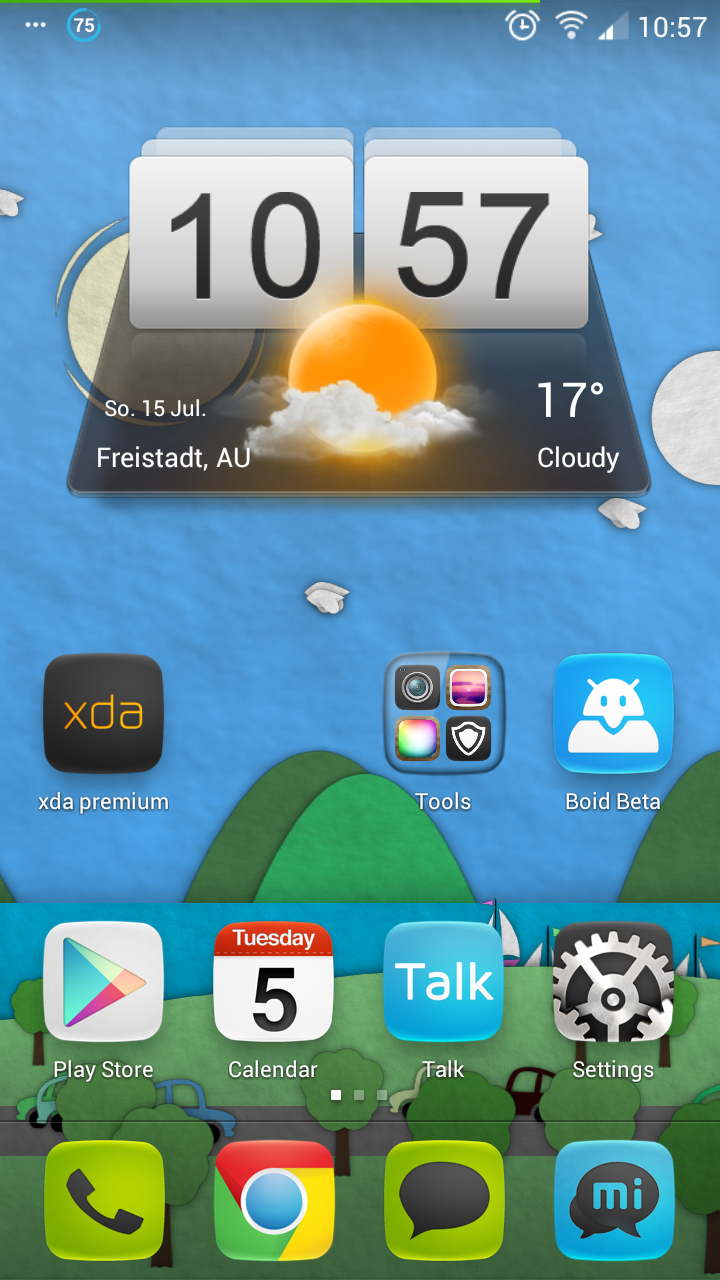 75
10:57
10 57
So. 15 Jul.
17°
Freistadt, AU
Cloudy
xda
xda premium
Tools
Boid Beta
Tuesday
5
Talk
Play Store
Calendar
Talk
Settings
mi